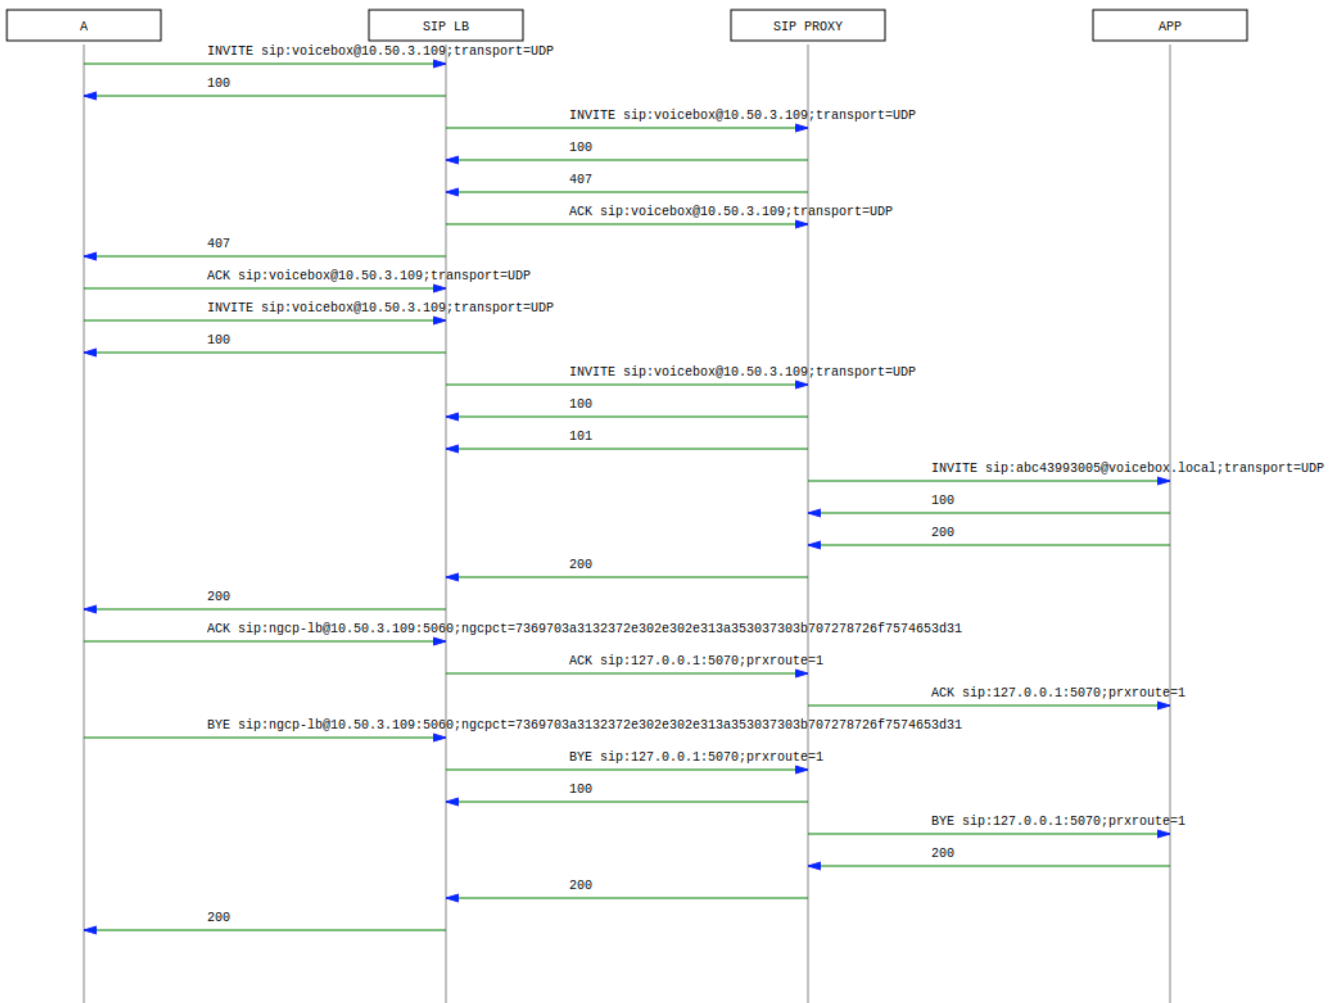 A
SIP LB
SIP PROXY
APP
INVITE sip:voicebox@10.50.3.109;transport=UDP
100
INVITE sip:voicebox@10.50.3.109;transport=UDP
100
407
ACK sip:voicebox@10.50.3.109;transport=UDP
407
ACK sip:voicebox@10.50.3.109;transport=UDP
INVITE sip:voicebox@10.50.3.109;transport=UDP
100
INVITE sip:voicebox@10.50.3.109;transport=UDP
100
101
INVITE sip:abc43993005@voicebox.local;transport=UDP
100
200
200
200
ACK sip:ngcp-lb@10.50.3.109:5060;ngcpct=7369703a3132372e302e302e313a353037303b707278726f7574653d31
ACK sip:127.0.0.1:5070;prxroute=1
ACK sip:127.0.0.1:5070;prxroute=1
BYE sip:ngcp-lb@10.50.3.109:5060;ngcpct=7369703a3132372e302e302e313a353037303b707278726f7574653d31
BYE sip:127.0.0.1:5070;prxroute=1
100
BYE sip:127.0.0.1:5070;prxroute=1
200
200
200